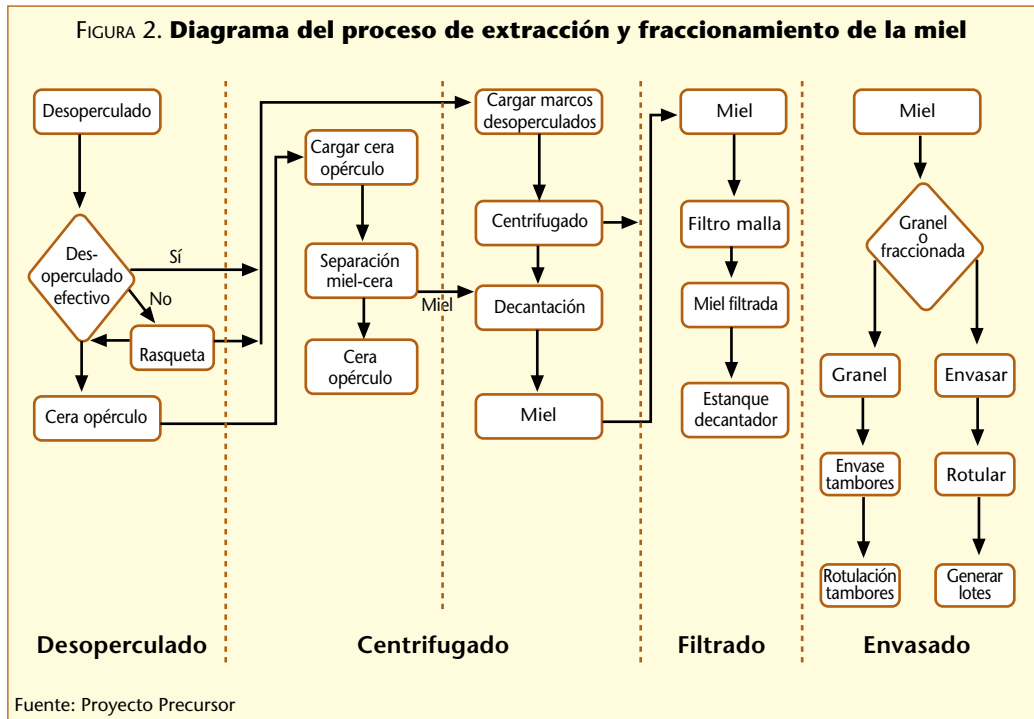 FIGURA 2. Diagrama del proceso de extracción y fraccionamiento de la miel
Desoperculado
Des-
operculado
efectivo
Sí
No
Rasqueta
Cera opérculo
Cargar cera
opérculo
Separación
miel-cera
Miel
Cera
opérculo
Cargar marcos
desoperculados
Centrifugado
Decantación
Miel
Miel
Filtro malla
Miel filtrada
Estanque
decantador
Miel
Granel
o
fraccionada
Granel
Envase
tambores
Rotulación
tambores
Envasar
Rotular
Generar
lotes
Desoperculado
Centrifugado
Filtrado
Envasado
Fuente: Proyecto Precursor